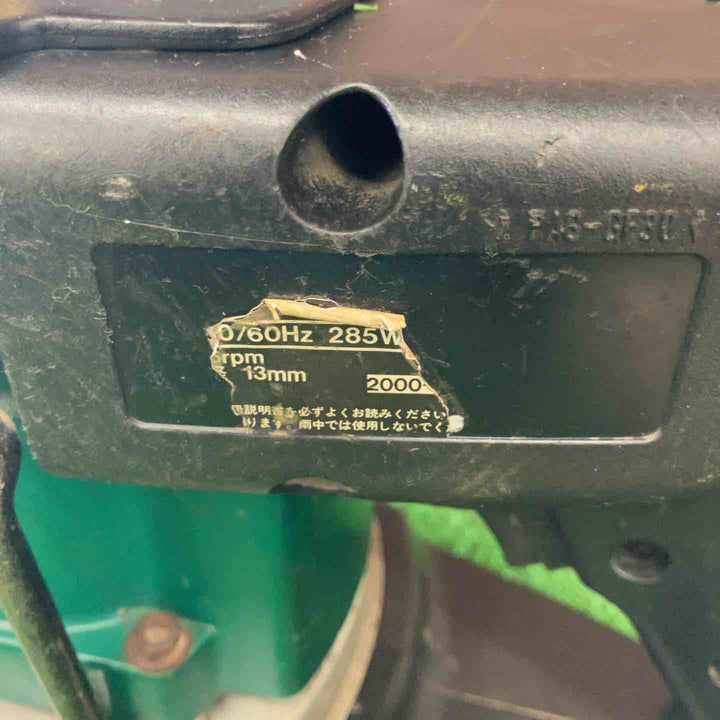 0/60Hz 285W
rpm
13mm
2000-
説明書を必ずよくお読みください
ります。雨中では使用しないでくだ